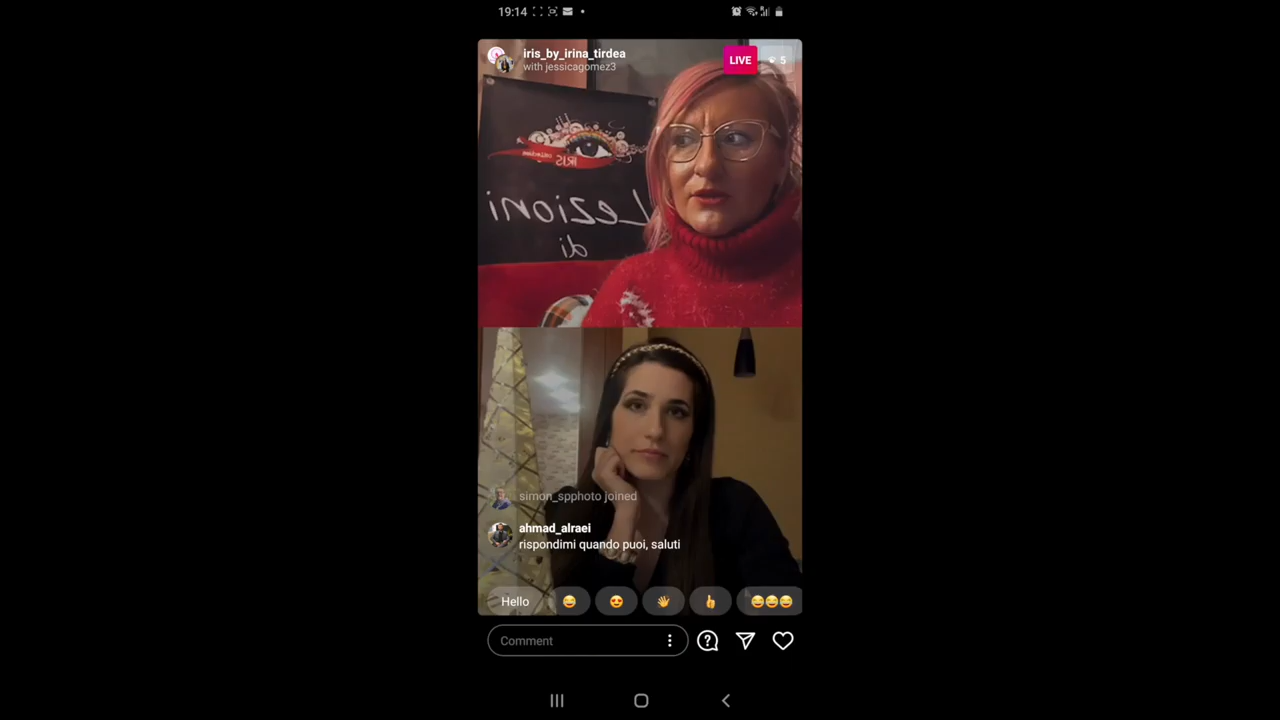 19:14
iris_by_irina_tirdea
with jessicagomez3
LIVE
5
IRIS
Lezioni
di
simon_spphoto joined
ahmad_alraei
rispondimi quando puoi, saluti
Hello
Comment